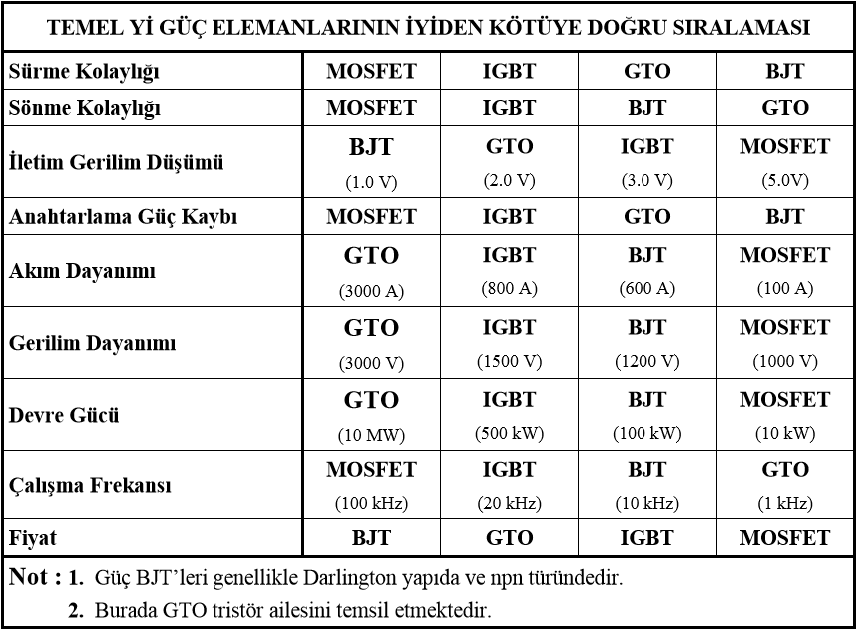 TEMEL Yİ GÜÇ ELEMANLARININ İYİDEN KÖTÜYE DOĞRU SIRALAMASI
Sürme Kolaylığı MOSFET IGBT GTO BJT
Sönme Kolaylığı MOSFET IGBT BJT GTO
İletim Gerilim Düşümü BJT GTO IGBT MOSFET
(1.0 V) (2.0 V) (3.0 V) (5.0V)
Anahtarlama Güç Kaybı MOSFET IGBT GTO BJT
Akım Dayanımı GTO IGBT BJT MOSFET
(3000 A) (800 A) (600 A) (100 A)
Gerilim Dayanımı GTO IGBT BJT MOSFET
(3000 V) (1500 V) (1200 V) (1000 V)
Devre Gücü GTO IGBT BJT MOSFET
(10 MW) (500 kW) (100 kW) (10 kW)
Çalışma Frekansı MOSFET IGBT BJT GTO
(100 kHz) (20 kHz) (10 kHz) (1 kHz)
Fiyat BJT GTO IGBT MOSFET
Not : 1. Güç BJT’leri genellikle Darlington yapıda ve npn türündedir.
2. Burada GTO tristör ailesini temsil etmektedir.